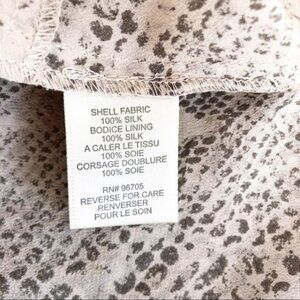 SHELL FABRIC
100% SILK
BODICE LINING
100% SILK
A CALER LE TISSU
100% SOIE
CORSAGE DOUBLURE
100% SOIE
RN# 96705
REVERSE FOR CARE
RENVERSER
POUR LE SOIN